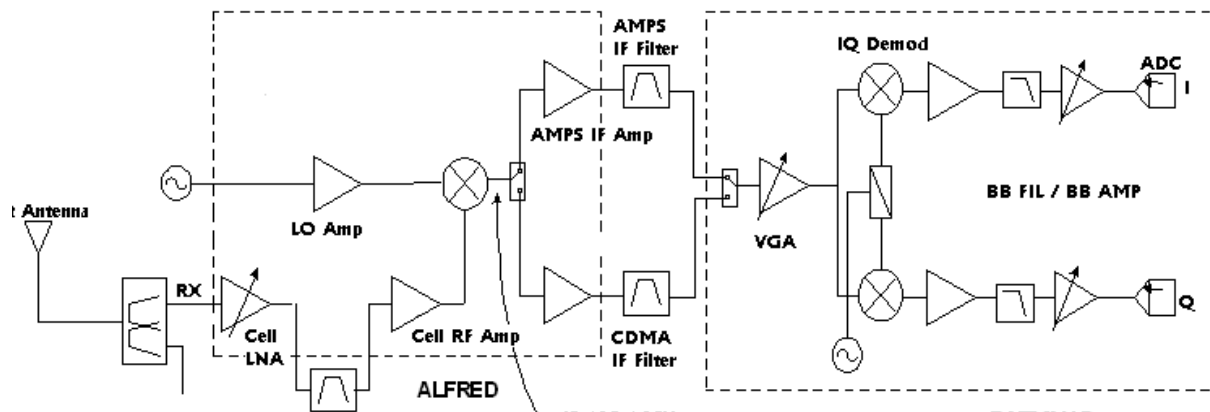 AMPS
IF Filter
IQ Demod
ADC
I
AMPS IF Amp
Antenna
LO Amp
VGA
BB FIL / BB AMP
RX
Cell
LNA
Cell RF Amp
CDMA
IF Filter
Q
ALFRED